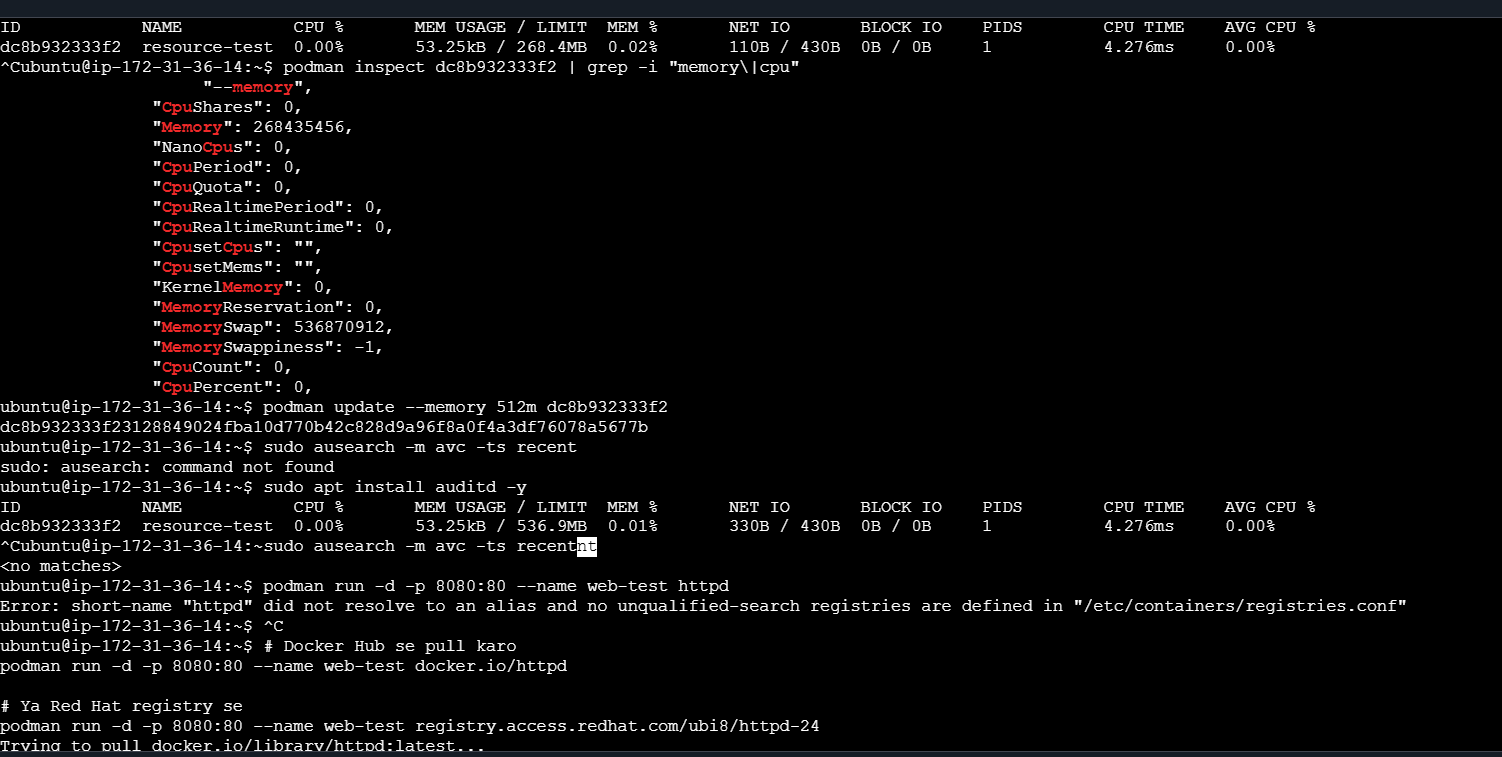 ID            NAME           CPU %       MEM USAGE / LIMIT  MEM %       NET IO       BLOCK IO    PIDS        CPU TIME    AVG CPU %
dc8b932333f2  resource-test  0.00%       53.25kB / 268.4MB  0.02%       110B / 430B  0B / 0B     1           4.276ms     0.00%
^Cubuntu@ip-172-31-36-14:~$ podman inspect dc8b932333f2 | grep -i "memory\|cpu"
                    "--memory",
               "CpuShares": 0,
               "Memory": 268435456,
               "NanoCpus": 0,
               "CpuPeriod": 0,
               "CpuQuota": 0,
               "CpuRealtimePeriod": 0,
               "CpuRealtimeRuntime": 0,
               "CpusetCpus": "",
               "CpusetMems": "",
               "KernelMemory": 0,
               "MemoryReservation": 0,
               "MemorySwap": 536870912,
               "MemorySwappiness": -1,
               "CpuCount": 0,
               "CpuPercent": 0,
ubuntu@ip-172-31-36-14:~$ podman update --memory 512m dc8b932333f2
dc8b932333f23128849024fba10d770b42c828d9a96f8a0f4a3df76078a5677b
ubuntu@ip-172-31-36-14:~$ sudo ausearch -m avc -ts recent
sudo: ausearch: command not found
ubuntu@ip-172-31-36-14:~$ sudo apt install auditd -y
ID            NAME           CPU %       MEM USAGE / LIMIT  MEM %       NET IO       BLOCK IO    PIDS        CPU TIME    AVG CPU %
dc8b932333f2  resource-test  0.00%       53.25kB / 536.9MB  0.01%       330B / 430B  0B / 0B     1           4.276ms     0.00%
^Cubuntu@ip-172-31-36-14:~sudo ausearch -m avc -ts recentnt
<no matches>
ubuntu@ip-172-31-36-14:~$ podman run -d -p 8080:80 --name web-test httpd
Error: short-name "httpd" did not resolve to an alias and no unqualified-search registries are defined in "/etc/containers/registries.conf"
ubuntu@ip-172-31-36-14:~$ ^C
ubuntu@ip-172-31-36-14:~$ # Docker Hub se pull karo
podman run -d -p 8080:80 --name web-test docker.io/httpd

# Ya Red Hat registry se
podman run -d -p 8080:80 --name web-test registry.access.redhat.com/ubi8/httpd-24
Trying to pull docker.io/library/httpd:latest...